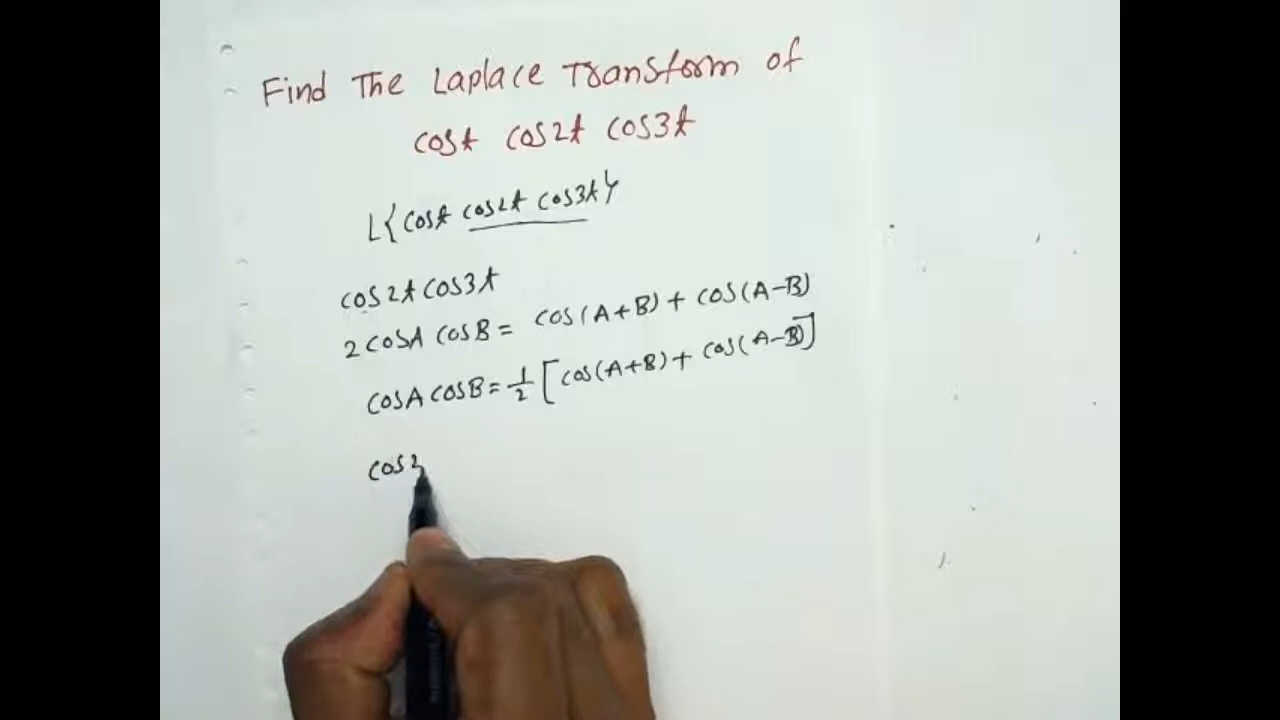 Find The Laplace Transform of
cost cos2t cos3t
L{cost cos2t cos3t}
cos2t cos3t
2cosA cosB = cos(A+B) + cos(A-B)
cosA cosB = 1/2 [cos(A+B) + cos(A-B)]
cos2